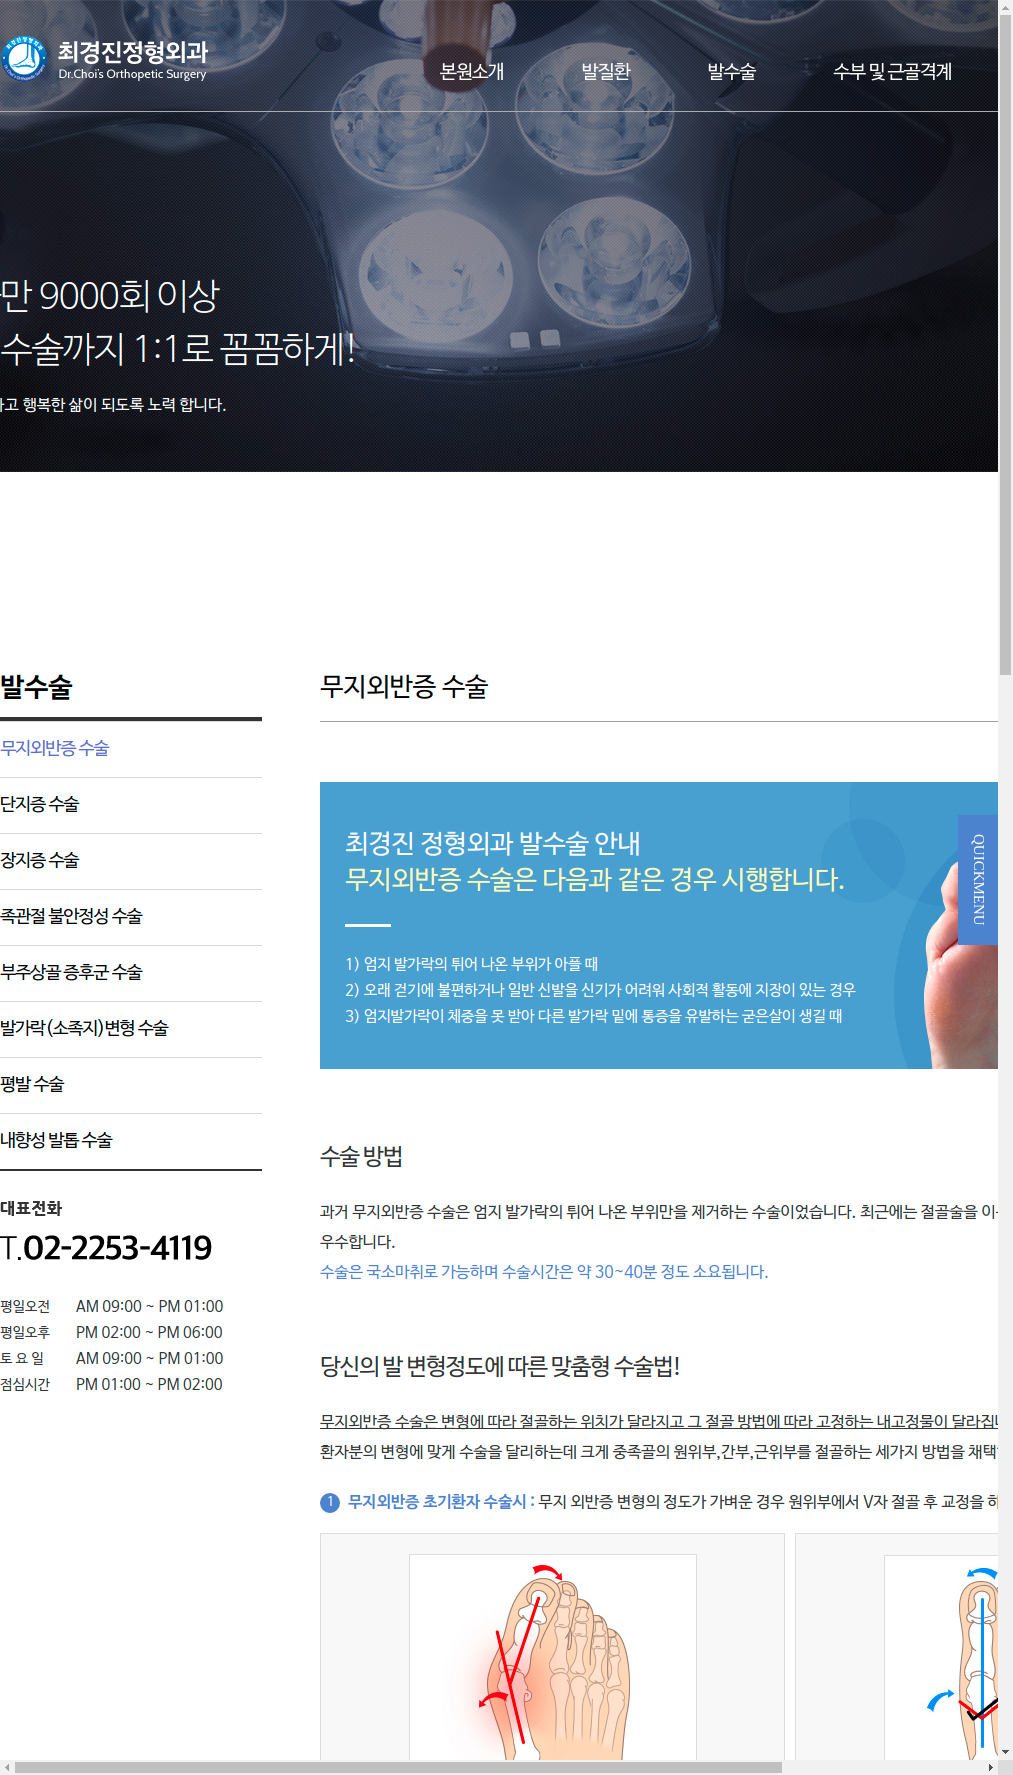 최경진정형외과
Dr.Choi's Orthopetic Surgery
본원소개
발질환
발수술
수부 및 근골격계
만 9000회 이상
수술까지 1:1로 꼼꼼하게!
고 행복한 삶이 되도록 노력 합니다.
발수술
무지외반증 수술
단지증 수술
장지증 수술
족관절 불안정성 수술
부주상골 증후군 수술
발가락(소족지)변형 수술
평발 수술
내향성 발톱 수술
대표전화
T.02-2253-4119
평일오전 AM 09:00 ~ PM 01:00
평일오후 PM 02:00 ~ PM 06:00
토 요 일 AM 09:00 ~ PM 01:00
점심시간 PM 01:00 ~ PM 02:00
무지외반증 수술
최경진 정형외과 발수술 안내
무지외반증 수술은 다음과 같은 경우 시행합니다.
1) 엄지 발가락의 튀어 나온 부위가 아플 때
2) 오래 걷기에 불편하거나 일반 신발을 신기가 어려워 사회적 활동에 지장이 있는 경우
3) 엄지발가락이 체중을 못 받아 다른 발가락 밑에 통증을 유발하는 굳은살이 생길 때
QUICKMENU
수술 방법
과거 무지외반증 수술은 엄지 발가락의 튀어 나온 부위만을 제거하는 수술이었습니다. 최근에는 절골술을 이
우수합니다.
수술은 국소마취로 가능하며 수술시간은 약 30~40분 정도 소요됩니다.
당신의 발 변형정도에 따른 맞춤형 수술법!
무지외반증 수술은 변형에 따라 절골하는 위치가 달라지고 그 절골 방법에 따라 고정하는 내고정물이 달라집
환자분의 변형에 맞게 수술을 달리하는데 크게 중족골의 원위부,간부,근위부를 절골하는 세가지 방법을 채택
1 무지외반증 초기환자 수술시 : 무지 외반증 변형의 정도가 가벼운 경우 원위부에서 V자 절골 후 교정을 하